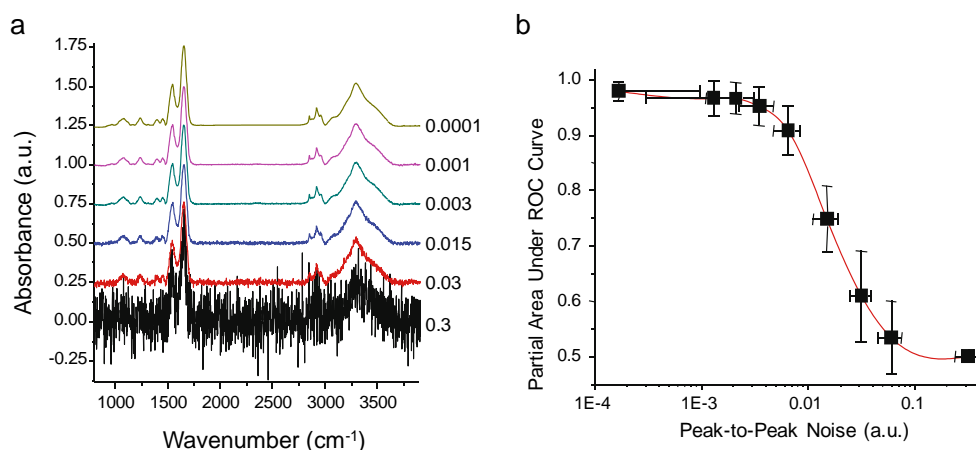 a
1.75
1.50
1.25
1.00
0.75
0.50
0.25
0.00
-0.25
Absorbance (a.u.)
0.0001
0.001
0.003
0.015
0.03
0.3
1000 1500 2000 2500 3000 3500
Wavenumber (cm⁻¹)
b
1.0
0.9
0.8
0.7
0.6
0.5
Partial Area Under ROC Curve
1E-4 1E-3 0.01 0.1
Peak-to-Peak Noise (a.u.)